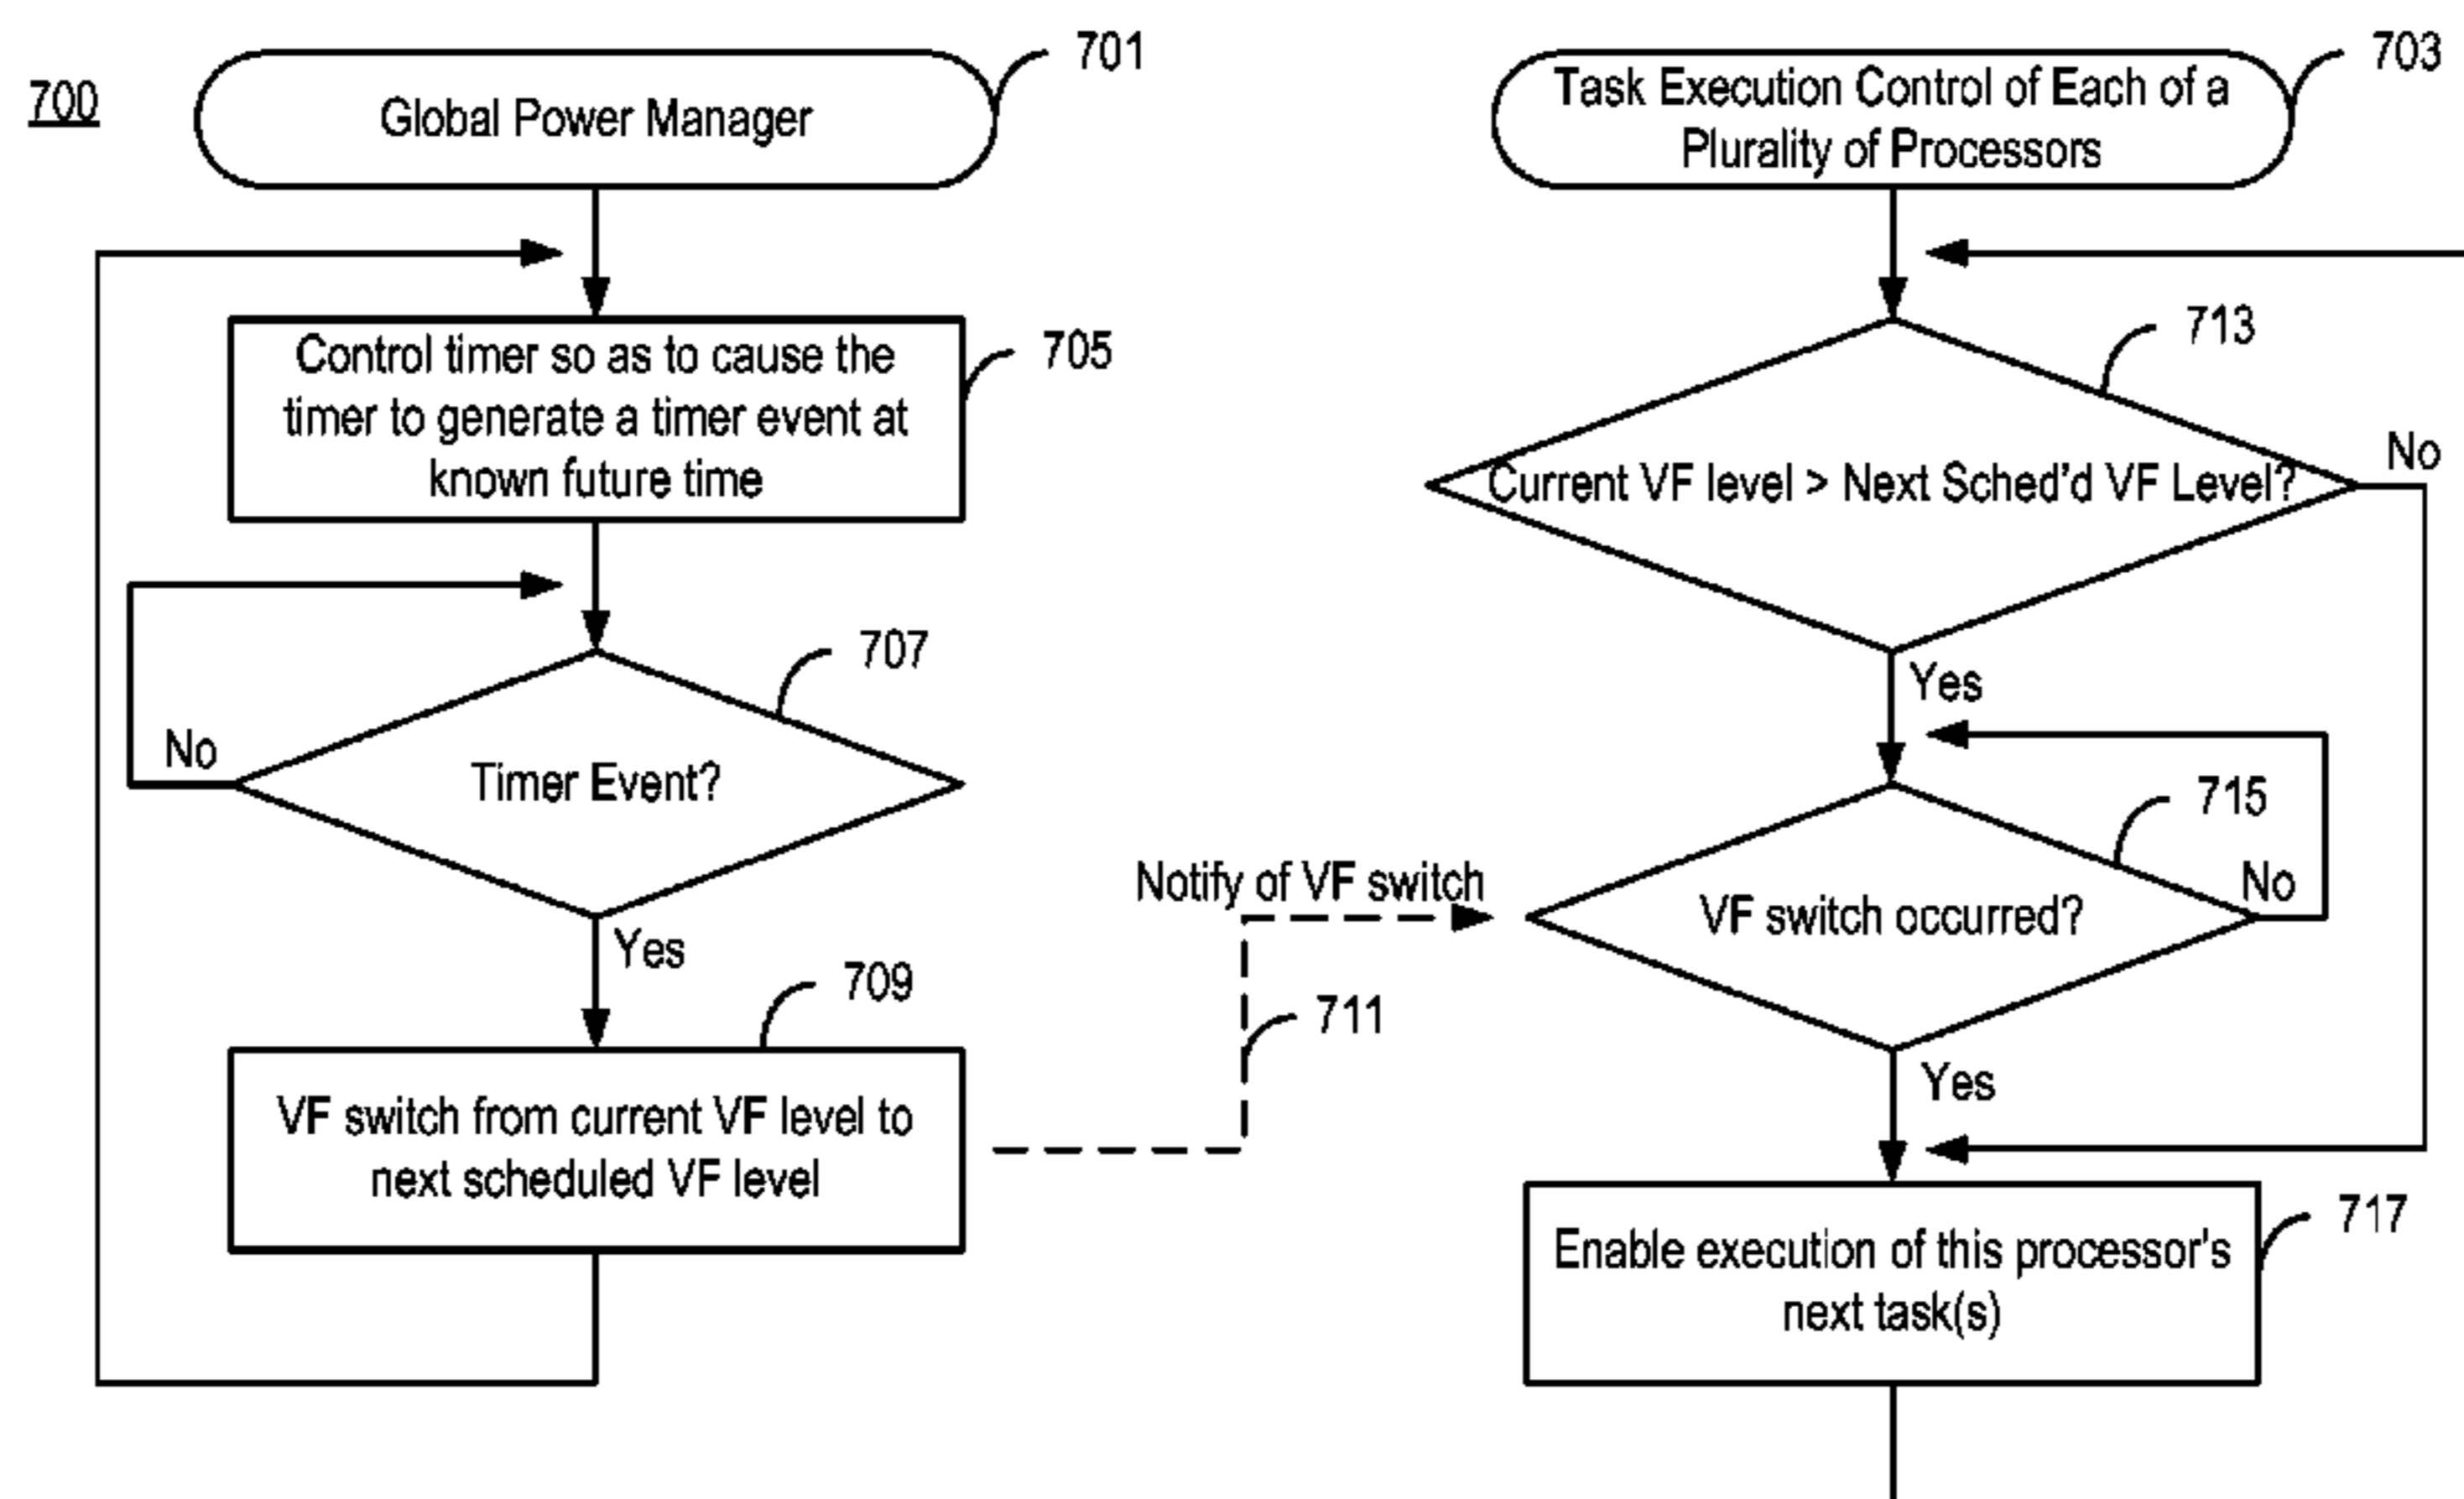 700
Global Power Manager
701
Control timer so as to cause the
timer to generate a timer event at
known future time
705
707
No
Timer Event?
Yes
709
VF switch from current VF level to
next scheduled VF level
Notify of VF switch
711
Task Execution Control of Each of a
Plurality of Processors
703
713
Current VF level > Next Sched'd VF Level?
No
Yes
715
VF switch occurred?
No
Yes
Enable execution of this processor's
next task(s)
717